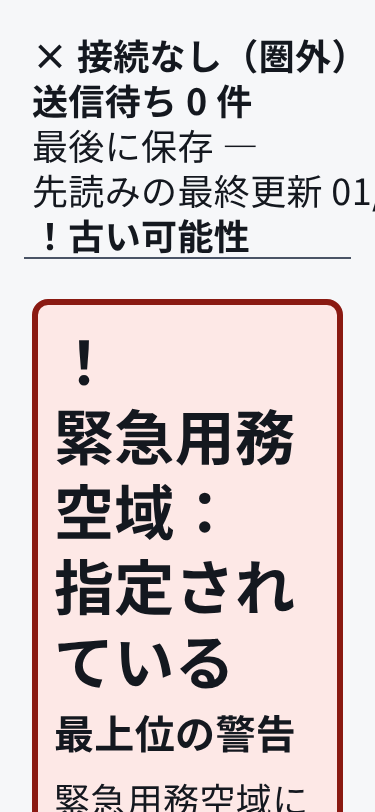 × 接続なし（圏外）
送信待ち 0 件
最後に保存 —
先読みの最終更新 01/
！古い可能性
！
緊急用務
空域：
指定され
ている
最上位の警告
緊急用務空域に